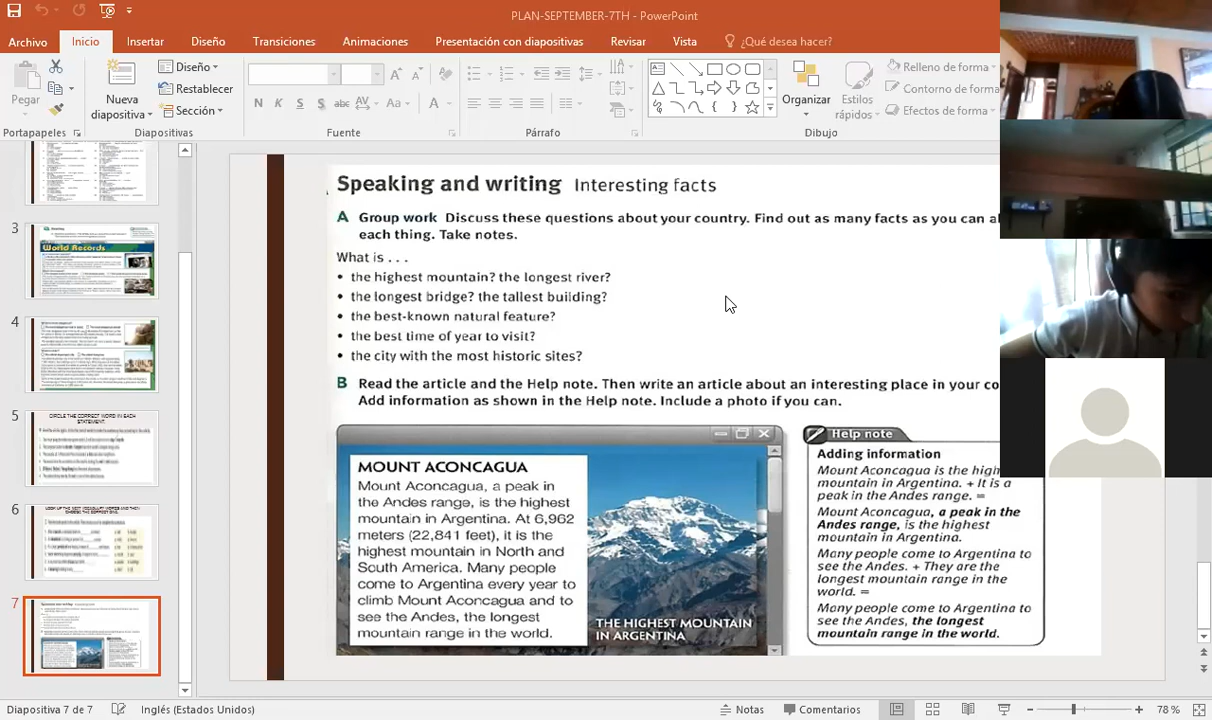 PLAN-SEPTEMBER-7TH - PowerPoint
Archivo Inicio Insertar Diseño Transiciones Animaciones Presentación con diapositivas Revisar Vista ¿Qué desea hacer?
Pegar
Nueva
diapositiva
Diseño
Restablecer
Sección
N K S S abc AV Aa A
Organizar
Estilos
rápidos
Relleno de forma
Contorno de forma
Efectos de forma
Portapapeles Diapositivas Fuente Párrafo Dibujo
3
World Records
4
5
CIRCLE THE CORRECT WORD IN EACH
STATEMENT.
6
7
Speaking and writing Interesting facts
A Group work Discuss these questions about your country. Find out as many facts as you can
each thing. Take notes.
What is . . .
• the highest mountain? the longest river?
• the longest bridge? the tallest building?
• the best-known natural feature?
• the best time of year to visit?
• the city with the most historic sites?
B Read the article and the Help note. Then write an article about an interesting place in your co
Add information as shown in the Help note. Include a photo if you can.
MOUNT ACONCAGUA
Mount Aconcagua, a peak in
the Andes range, is the highest
mountain in Argentina. At 6,962
meters (22,841 feet), it is the
highest mountain in North and
South America. Many people
come to Argentina every year to
climb Mount Aconcagua and to
see the Andes, the longest
mountain range in the world.
THE HIGHEST MOUNTAIN
IN ARGENTINA
Help note
Adding information
Mount Aconcagua is the high
mountain in Argentina. + It is a
peak in the Andes range. =
Mount Aconcagua, a peak in the
Andes range, is the highest
mountain in Argentina.
Many people come to Argentina to
see the Andes. + They are the
longest mountain range in the
world. =
Many people come to Argentina to
see the Andes, the longest
mountain range in the world.
Diapositiva 7 de 7 Inglés (Estados Unidos) Notas Comentarios 78 %